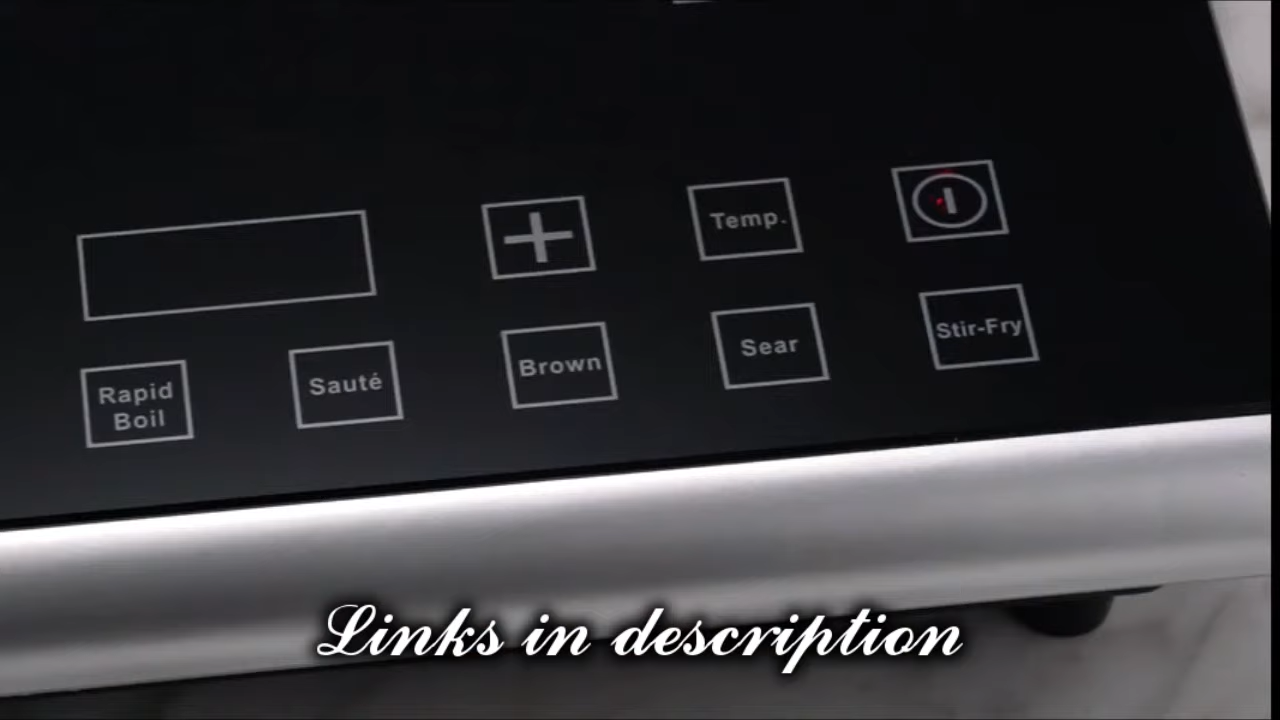 Temp.
Rapid
Boil
Sauté
Brown
Sear
Stir-Fry
Links in description